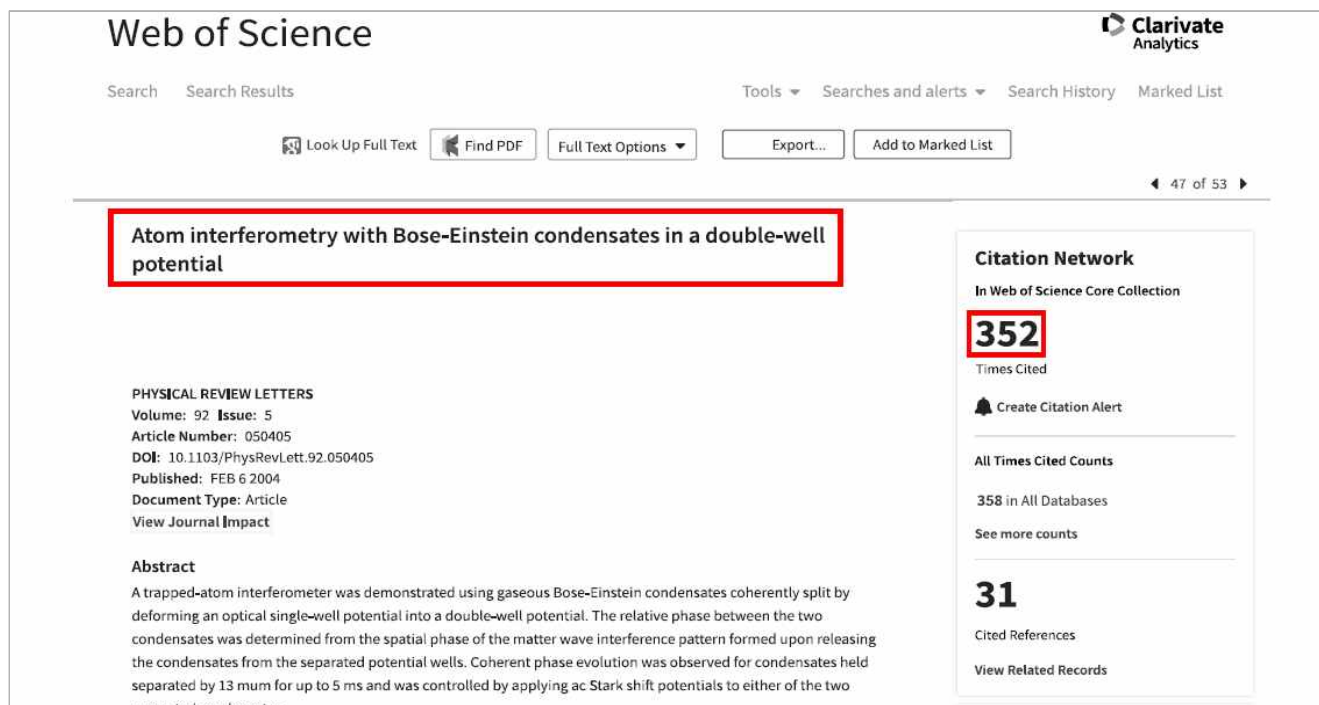 Web of Science
Clarivate
Analytics
Search Search Results Tools Searches and alerts Search History Marked List
Look Up Full Text Find PDF Full Text Options Export... Add to Marked List
47 of 53
Atom interferometry with Bose-Einstein condensates in a double-well
potential
PHYSICAL REVIEW LETTERS
Volume: 92 Issue: 5
Article Number: 050405
DOI: 10.1103/PhysRevLett.92.050405
Published: FEB 6 2004
Document Type: Article
View Journal Impact
Abstract
A trapped-atom interferometer was demonstrated using gaseous Bose-Einstein condensates coherently split by
deforming an optical single-well potential into a double-well potential. The relative phase between the two
condensates was determined from the spatial phase of the matter wave interference pattern formed upon releasing
the condensates from the separated potential wells. Coherent phase evolution was observed for condensates held
separated by 13 mum for up to 5 ms and was controlled by applying ac Stark shift potentials to either of the two
Citation Network
In Web of Science Core Collection
352
Times Cited
Create Citation Alert
All Times Cited Counts
358 in All Databases
See more counts
31
Cited References
View Related Records